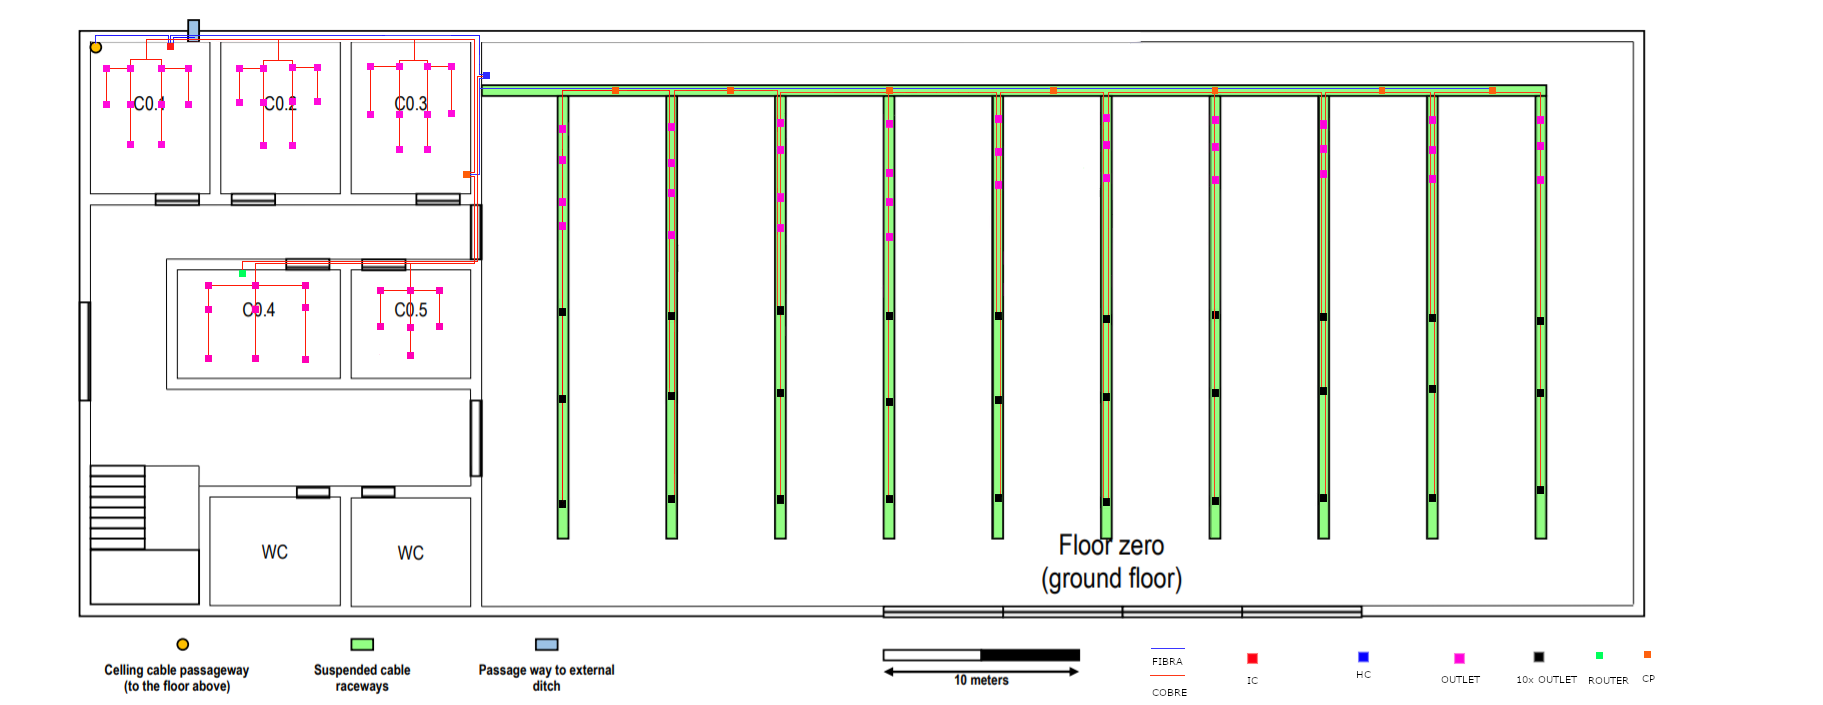 C0.1
C0.2
C0.3
C0.4
C0.5
WC
WC
Floor zero
(ground floor)
Celling cable passageway
(to the floor above)
Suspended cable
raceways
Passage way to external
ditch
10 meters
FIBRA
COBRE
IC
HC
OUTLET
10x OUTLET
ROUTER
CP